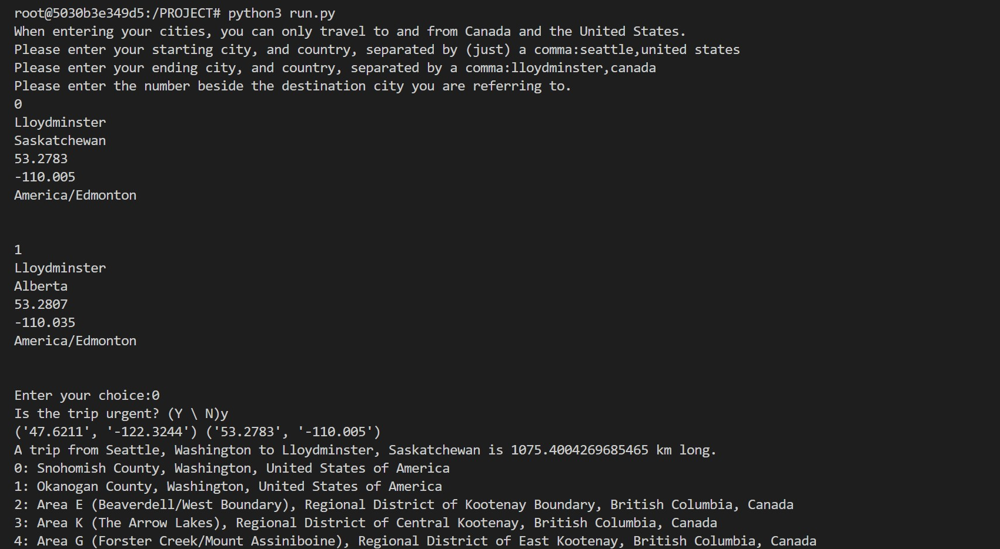 root@5030b3e349d5:/PROJECT# python3 run.py
When entering your cities, you can only travel to and from Canada and the United States.
Please enter your starting city, and country, separated by (just) a comma:seattle,united states
Please enter your ending city, and country, separated by a comma:lloydminster,canada
Please enter the number beside the destination city you are referring to.
0
Lloydminster
Saskatchewan
53.2783
-110.005
America/Edmonton
1
Lloydminster
Alberta
53.2807
-110.035
America/Edmonton
Enter your choice:0
Is the trip urgent? (Y \ N)y
('47.6211', '-122.3244') ('53.2783', '-110.005')
A trip from Seattle, Washington to Lloydminster, Saskatchewan is 1075.4004269685465 km long.
0: Snohomish County, Washington, United States of America
1: Okanogan County, Washington, United States of America
2: Area E (Beaverdell/West Boundary), Regional District of Kootenay Boundary, British Columbia, Canada
3: Area K (The Arrow Lakes), Regional District of Central Kootenay, British Columbia, Canada
4: Area G (Forster Creek/Mount Assiniboine), Regional District of East Kootenay, British Columbia, Canada